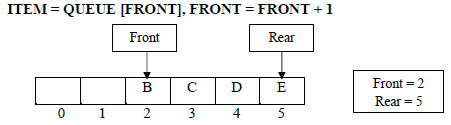 ITEM = QUEUE [FRONT], FRONT = FRONT + 1
Front Rear
B C D E
0 1 2 3 4 5
Front = 2
Rear = 5